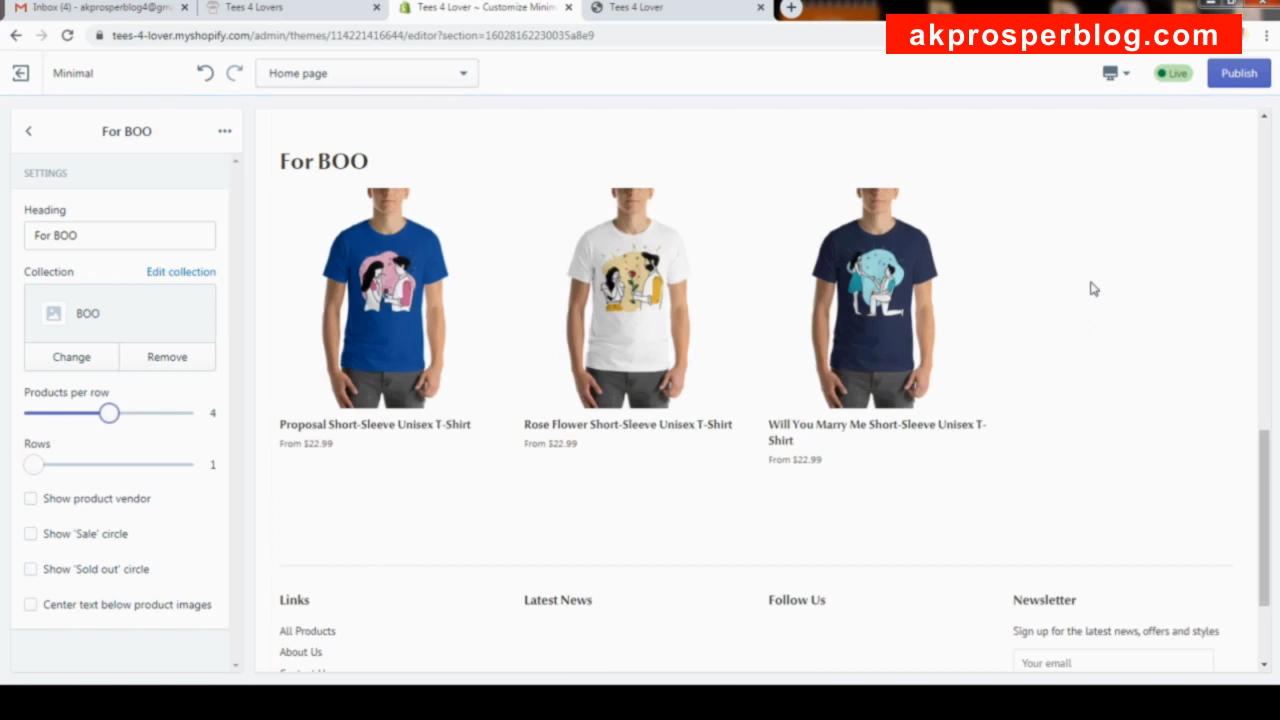 Inbox (4) - akprosperblog4@gm
Tees 4 Lovers
Tees 4 Lover ~ Customize Minim
Tees 4 Lover
akprosperblog.com
tees-4-lover.myshopify.com/admin/themes/114221416644/editor?section=16028162230035a8e9
Minimal
Home page
Live
Publish
For BOO
SETTINGS
Heading
For BOO
Collection
Edit collection
BOO
Change
Remove
Products per row
4
Rows
1
Show product vendor
Show 'Sale' circle
Show 'Sold out' circle
Center text below product images
For BOO
Proposal Short-Sleeve Unisex T-Shirt
From $22.99
Rose Flower Short-Sleeve Unisex T-Shirt
From $22.99
Will You Marry Me Short-Sleeve Unisex T-
Shirt
From $22.99
Links
All Products
About Us
Latest News
Follow Us
Newsletter
Sign up for the latest news, offers and styles
Your email